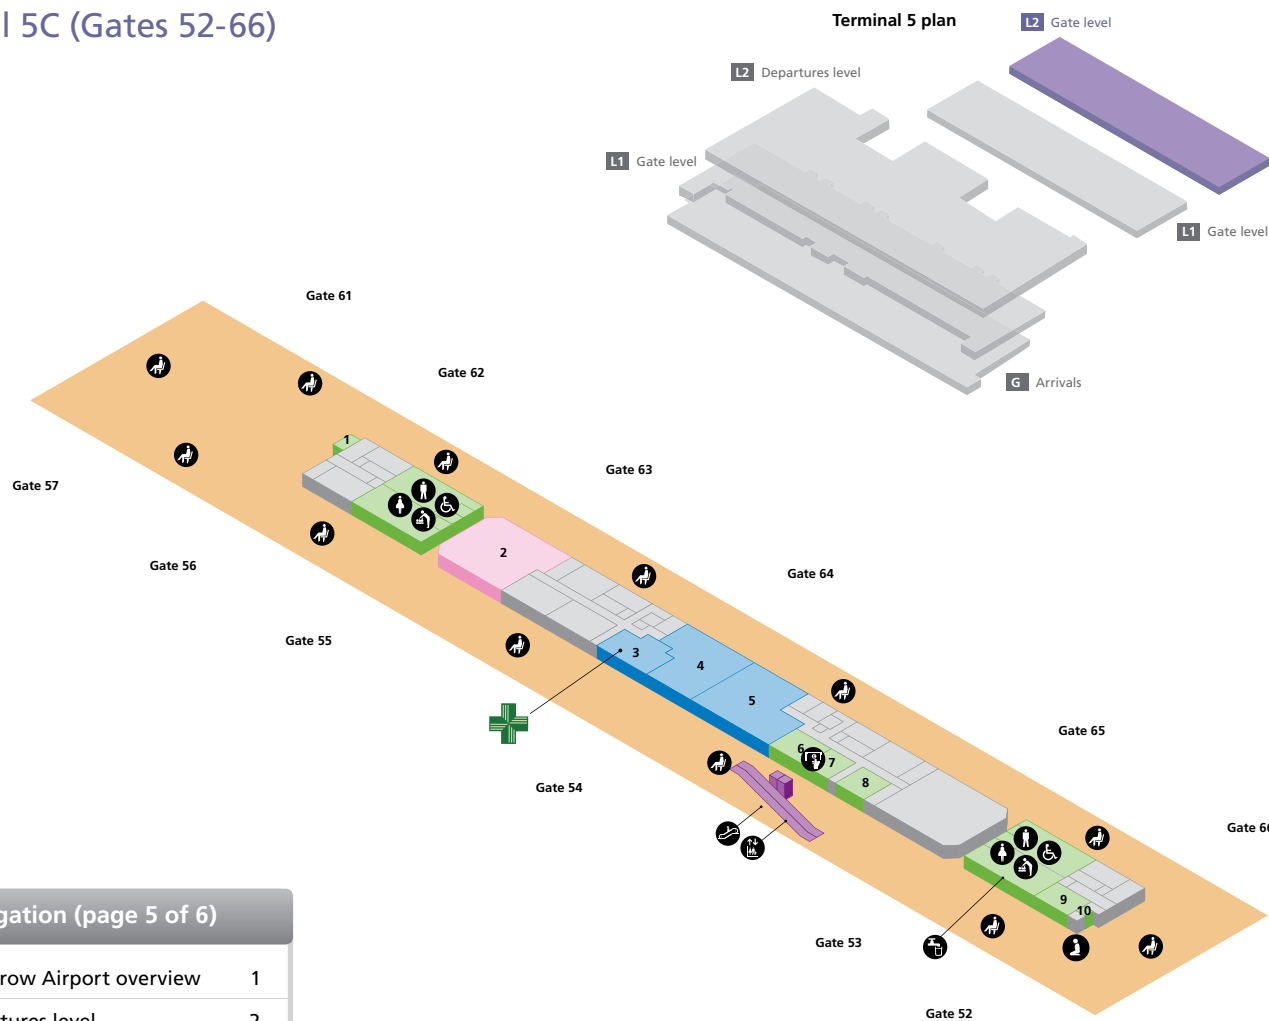 l 5C (Gates 52-66)
Terminal 5 plan
L2 Gate level
L2 Departures level
L1 Gate level
L1 Gate level
G Arrivals
Gate 61
Gate 62
Gate 63
Gate 57
Gate 56
Gate 64
Gate 55
Gate 65
Gate 54
Gate 66
Gate 53
Gate 52
1
2
3
4
5
6
7
8
9
10
gation (page 5 of 6)
row Airport overview 1